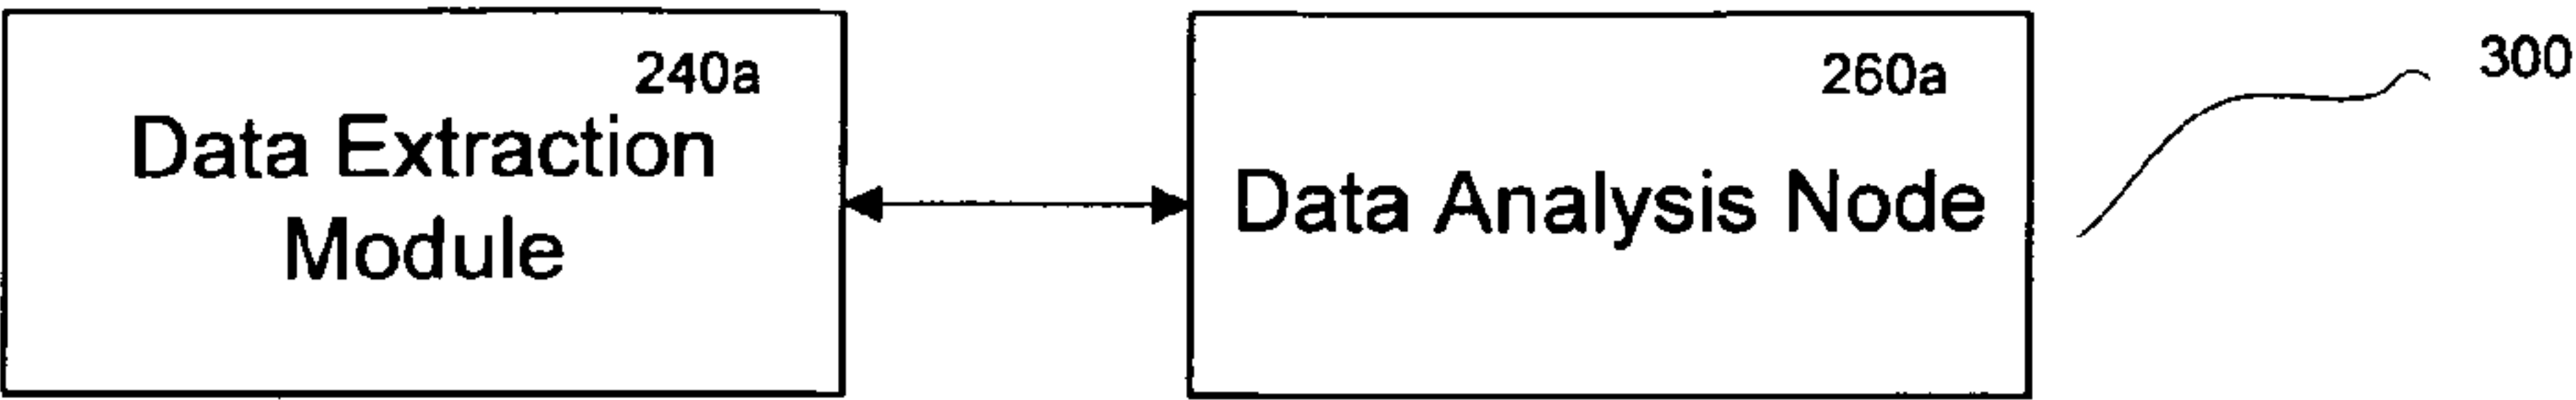 240a
Data Extraction
Module
260a
Data Analysis Node
300